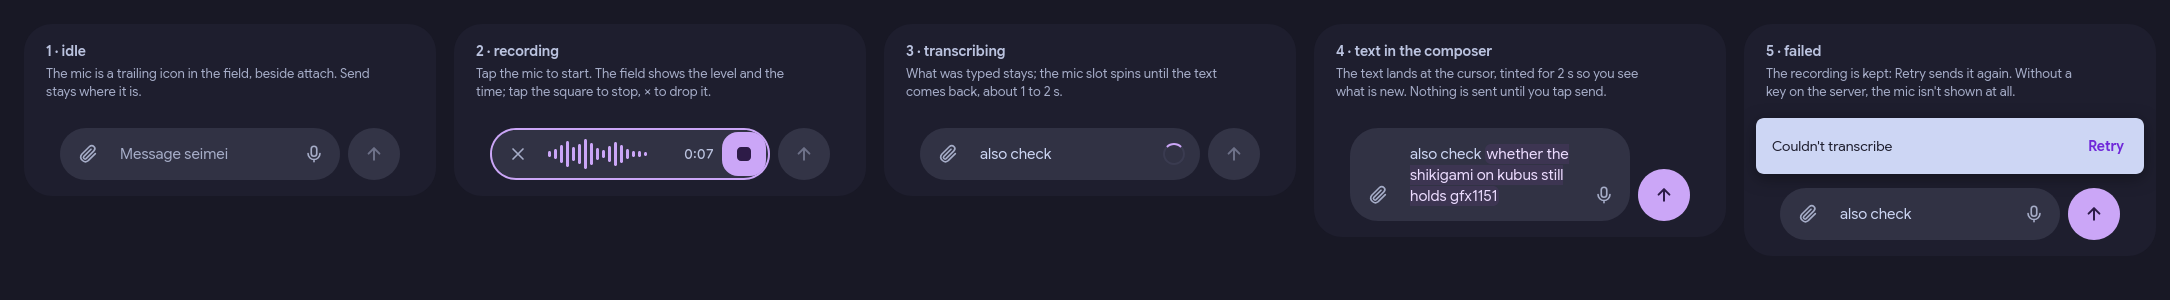 1 · idle
The mic is a trailing icon in the field, beside attach. Send
stays where it is.
Message seimei
2 · recording
Tap the mic to start. The field shows the level and the
time; tap the square to stop, × to drop it.
0:07
3 · transcribing
What was typed stays; the mic slot spins until the text
comes back, about 1 to 2 s.
also check
4 · text in the composer
The text lands at the cursor, tinted for 2 s so you see
what is new. Nothing is sent until you tap send.
also check whether the
shikigami on kubus still
holds gfx1151
5 · failed
The recording is kept: Retry sends it again. Without a
key on the server, the mic isn't shown at all.
Couldn't transcribe Retry
also check